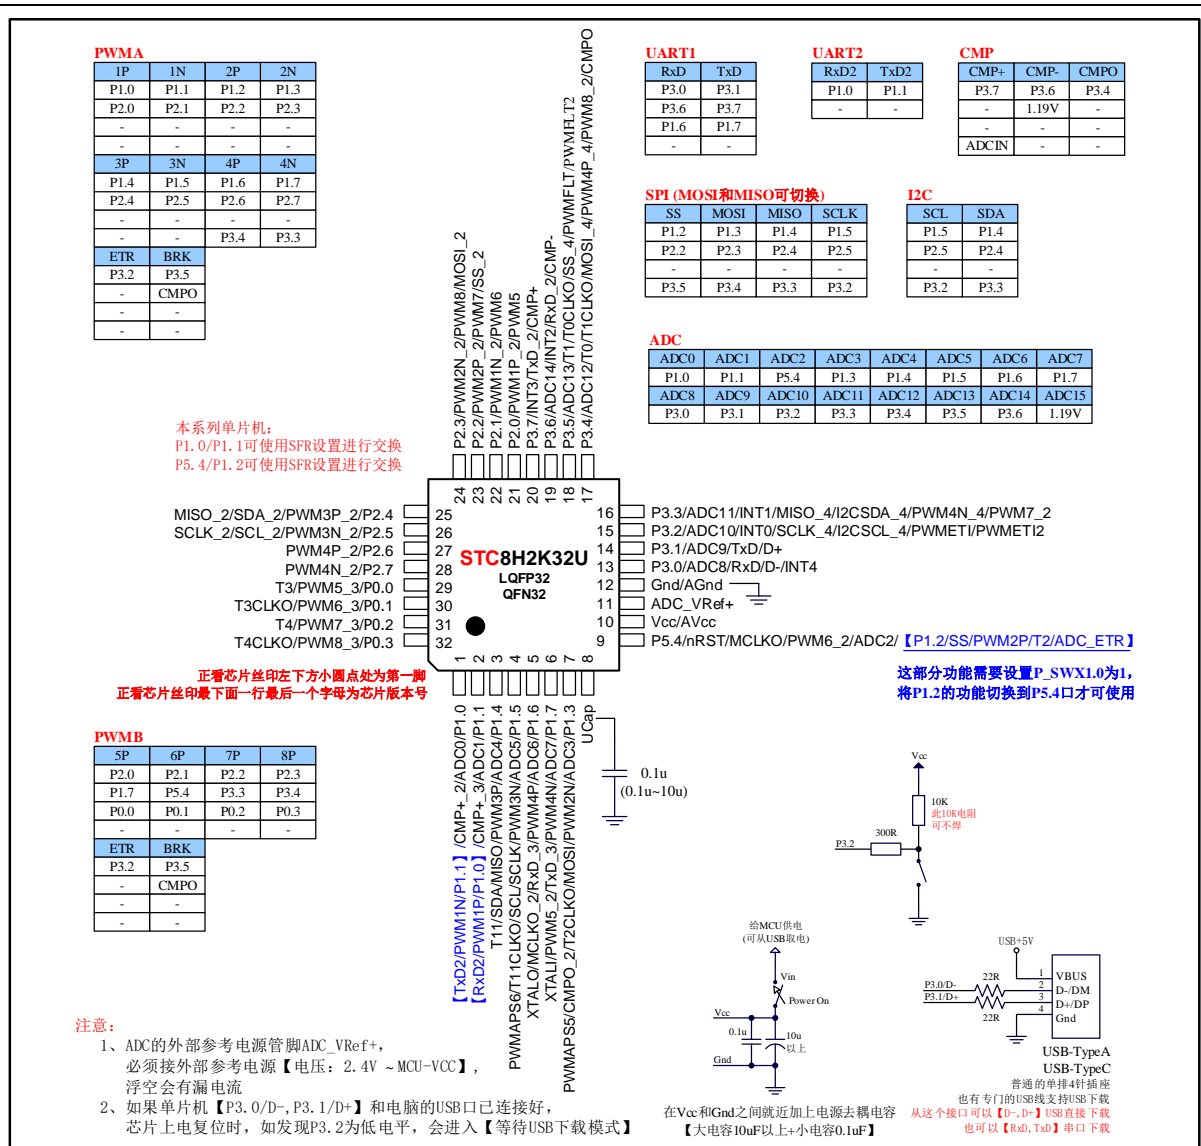 PWMA
1P 1N 2P 2N
P1.0 P1.1 P1.2 P1.3
P2.0 P2.1 P2.2 P2.3
- - - -
- - - -
3P 3N 4P 4N
P1.4 P1.5 P1.6 P1.7
P2.4 P2.5 P2.6 P2.7
- - - -
- - P3.4 P3.3
ETR BRK
P3.2 P3.5
- CMPO
- -
- -
UART1
RxD TxD
P3.0 P3.1
P3.6 P3.7
P1.6 P1.7
- -
UART2
RxD2 TxD2
P1.0 P1.1
- -
CMP
CMP+ CMP- CMPO
P3.7 P3.6 P3.4
- 1.19V -
- - -
ADCIN - -
SPI (MOSI和MISO可切换)
SS MOSI MISO SCLK
P1.2 P1.3 P1.4 P1.5
P2.2 P2.3 P2.4 P2.5
- - - -
P3.5 P3.4 P3.3 P3.2
I2C
SCL SDA
P1.5 P1.4
P2.5 P2.4
- -
P3.2 P3.3
ADC
ADC0 ADC1 ADC2 ADC3 ADC4 ADC5 ADC6 ADC7
P1.0 P1.1 P5.4 P1.3 P1.4 P1.5 P1.6 P1.7
ADC8 ADC9 ADC10 ADC11 ADC12 ADC13 ADC14 ADC15
P3.0 P3.1 P3.2 P3.3 P3.4 P3.5 P3.6 1.19V
本系列单片机：
P1.0/P1.1可使用SFR设置进行交换
P5.4/P1.2可使用SFR设置进行交换
P2.3/PWM2N_2/PWM8/MOSI_2
P2.2/PWM2P_2/PWM7/SS_2
P2.1/PWM1N_2/PWM6
P2.0/PWM1P_2/PWM5
P3.7/INT3/TxD_2/CMP+
P3.6/ADC14/INT2/RxD_2/CMP-
P3.5/ADC13/T1/T0CLKO/SS_4/PWMFLT/PWMFLT2
P3.4/ADC12/T0/T1CLKO/MOSI_4/PWM4P_4/PWM8_2/CMPO
24 23 22 21 20 19 18 17
MISO_2/SDA_2/PWM3P_2/P2.4 25
SCLK_2/SCL_2/PWM3N_2/P2.5 26
PWM4P_2/P2.6 27
PWM4N_2/P2.7 28
T3/PWM5_3/P0.0 29
T3CLKO/PWM6_3/P0.1 30
T4/PWM7_3/P0.2 31
T4CLKO/PWM8_3/P0.3 32
STC8H2K32U
LQFP32
QFN32
16 P3.3/ADC11/INT1/MISO_4/I2CSDA_4/PWM4N_4/PWM7_2
15 P3.2/ADC10/INT0/SCLK_4/I2CSCL_4/PWMETI/PWMETI2
14 P3.1/ADC9/TxD/D+
13 P3.0/ADC8/RxD/D-/INT4
12 Gnd/AGnd
11 ADC_VRef+
10 Vcc/AVcc
9 P5.4/nRST/MCLKO/PWM6_2/ADC2/【P1.2/SS/PWM2P/T2/ADC_ETR】
1 2 3 4 5 6 7 8
【TxD2/PWM1N/P1.1】/CMP+_2/ADC0/P1.0
【RxD2/PWM1P/P1.0】/CMP+_3/ADC1/P1.1
T11/SDA/MISO/PWM3P/ADC4/P1.4
PWMAPS6/T11CLKO/SCL/SCLK/PWM3N/ADC5/P1.5
XTALO/MCLKO_2/RxD_3/PWM4P/ADC6/P1.6
XTALI/PWM5_2/TxD_3/PWM4N/ADC7/P1.7
PWMAPS5/CMPO_2/T2CLKO/MOSI/PWM2N/ADC3/P1.3
UCap
正看芯片丝印左下方小圆点处为第一脚
正看芯片丝印最下面一行最后一个字母为芯片版本号
这部分功能需要设置P_SWX1.0为1，
将P1.2的功能切换到P5.4口才可使用
0.1u
(0.1u~10u)
PWMB
5P 6P 7P 8P
P2.0 P2.1 P2.2 P2.3
P1.7 P5.4 P3.3 P3.4
P0.0 P0.1 P0.2 P0.3
- - - -
ETR BRK
P3.2 P3.5
- CMPO
- -
- -
Vcc
10K
此10K电阻
可不焊
300R
P3.2
给MCU供电
(可从USB取电)
Vin
Power On
Vcc
0.1u
10u
以上
Gnd
在Vcc和Gnd之间就近加上电源去耦电容
【大电容10uF以上+小电容0.1uF】
USB+5V
P3.0/D- 22R
P3.1/D+ 22R
1 VBUS
2 D-/DM
3 D+/DP
4 Gnd
USB-TypeA
USB-TypeC
普通的单排4针插座
也有专门的USB线支持USB下载
从这个接口可以【D-,D+】USB直接下载
也可以【RxD,TxD】串口下载
注意：
1、ADC的外部参考电源管脚ADC_VRef+，
必须接外部参考电源【电压：2.4V ~ MCU-VCC】，
浮空会有漏电流
2、如果单片机【P3.0/D-,P3.1/D+】和电脑的USB口已连接好，
芯片上电复位时，如发现P3.2为低电平，会进入【等待USB下载模式】